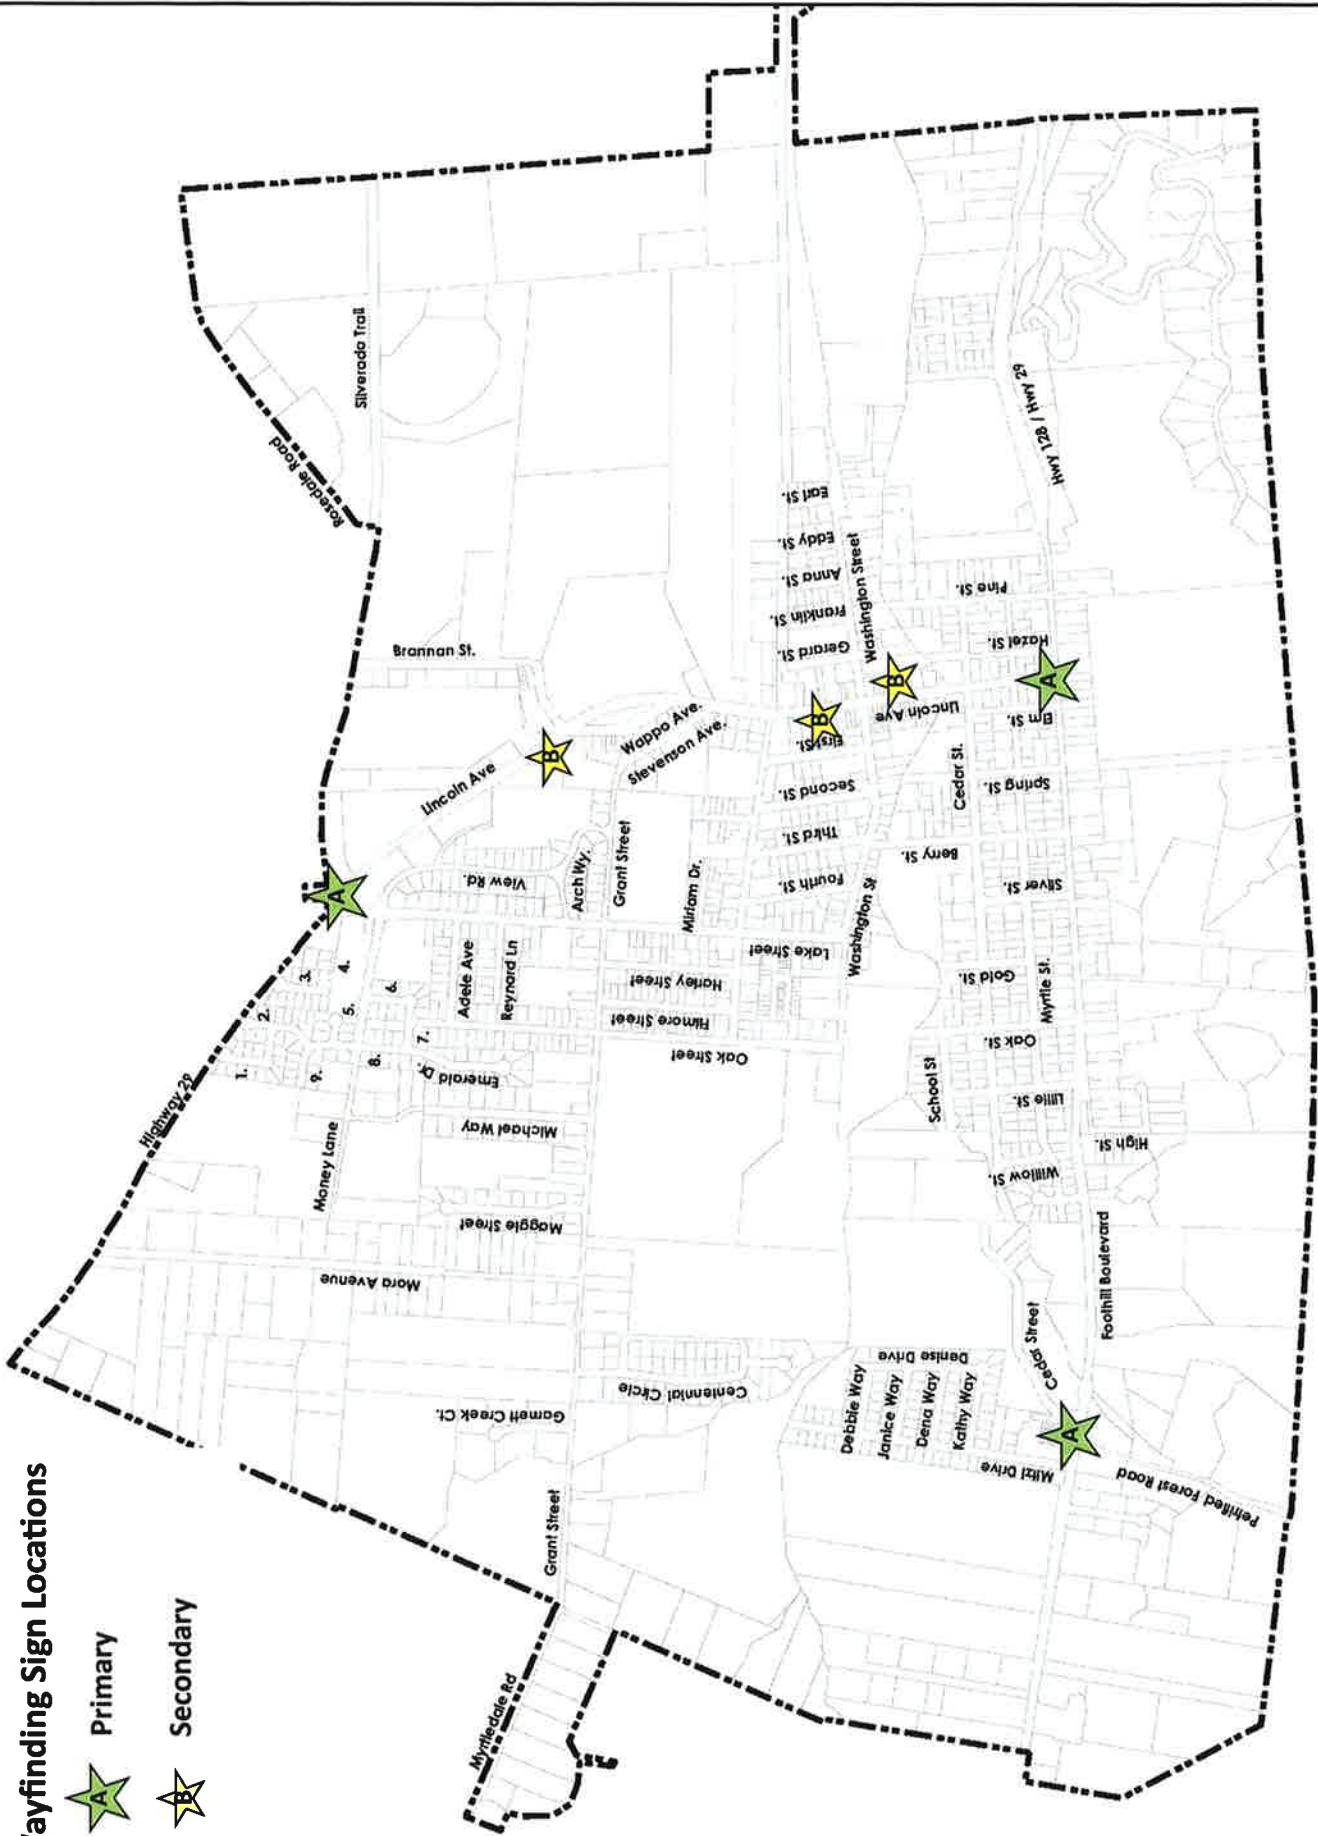 ayfinding Sign Locations
A
Primary
B
Secondary
Silverado Trail
Rosedale Road
Brannan St.
Lincoln Ave
B
Wappo Ave.
Stevenson Ave.
A
View Rd.
Arch Wy.
Grant Street
Miriam Dr.
Highway 29
1.
2.
3.
4.
5.
6.
7.
8.
9.
Adele Ave
Reynard Ln
Emerald Dr.
Money Lane
Michael Way
Maggie Street
Mora Avenue
Harley Street
Filmore Street
Oak Street
Lake Street
Earl St.
Eddy St.
Anna St.
Franklin St.
Gerard St.
Washington Street
First St.
B
B
Second St.
Third St.
Fourth St.
Washington St
Lincoln Ave
Pine St.
Hazel St.
A
Elm St.
Hwy 128 / Hwy 29
Cedar St.
Spring St.
Berry St.
Silver St.
Gold St.
Myrtle St.
Oak St.
School St
Lillie St.
High St.
Willlow St.
Foothill Boulevard
Cedar Street
A
Denise Drive
Debbie Way
Janice Way
Dena Way
Kathy Way
Mitzi Drive
Petrified Forest Road
Centennial Circle
Garnett Creek Ct.
Grant Street
Myrtledale Rd